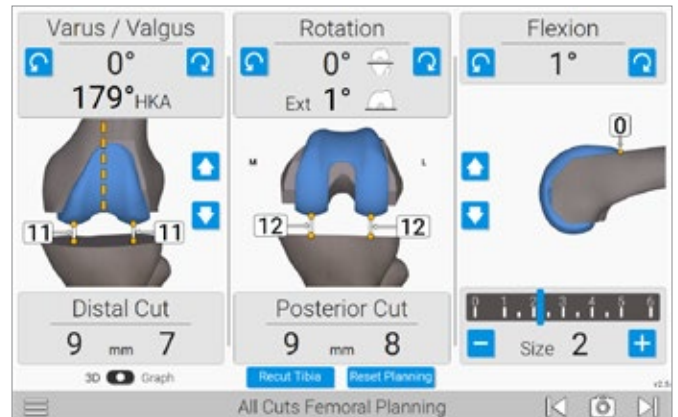 Varus / Valgus
0°
179°HKA
11
11
Distal Cut
9 mm 7
3D Graph
Rotation
0°
Ext 1°
M
L
12
12
Posterior Cut
9 mm 8
Recut Tibia
Reset Planning
Flexion
1°
0
0 1 2 3 4 5 6
Size 2
All Cuts Femoral Planning